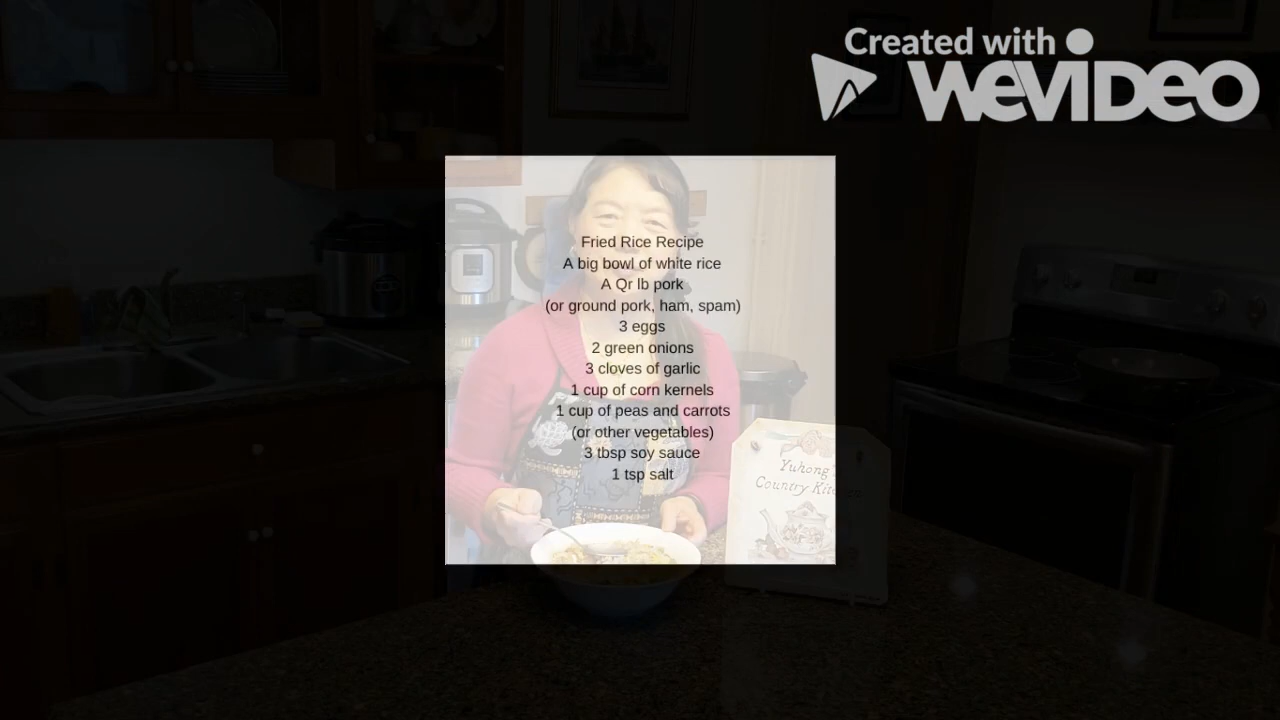 Created with
WEVIDEO
Fried Rice Recipe
A big bowl of white rice
A Qr lb pork
(or ground pork, ham, spam)
3 eggs
2 green onions
3 cloves of garlic
1 cup of corn kernels
1 cup of peas and carrots
(or other vegetables)
3 tbsp soy sauce
1 tsp salt
Yuhong's
Country Kitchen